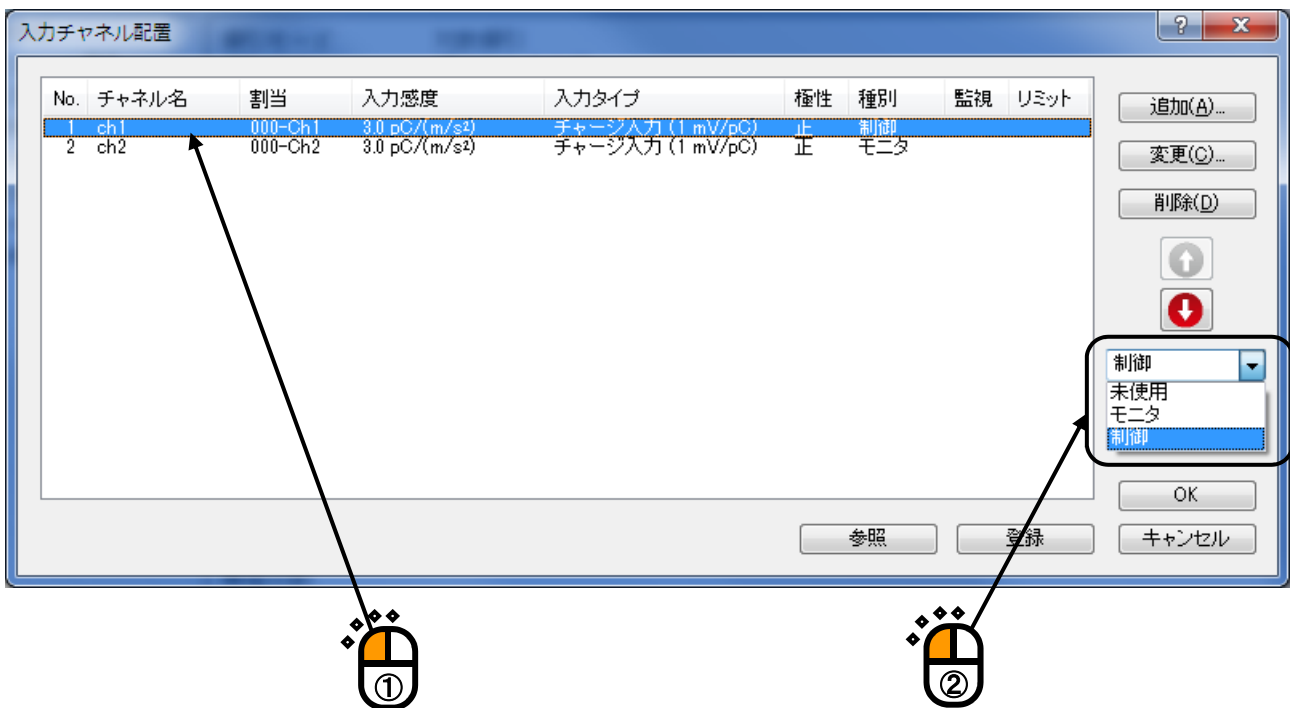 入力チャネル配置
No. チャネル名 割当 入力感度 入力タイプ 極性 種別 監視 リミット
1 ch1 000-Ch1 3.0 pC/(m/s²) チャージ入力 (1 mV/pC) 正 制御
2 ch2 000-Ch2 3.0 pC/(m/s²) チャージ入力 (1 mV/pC) 正 モニタ
追加(A)...
変更(C)...
削除(D)
制御
未使用
モニタ
制御
OK
参照 登録 キャンセル
① ②